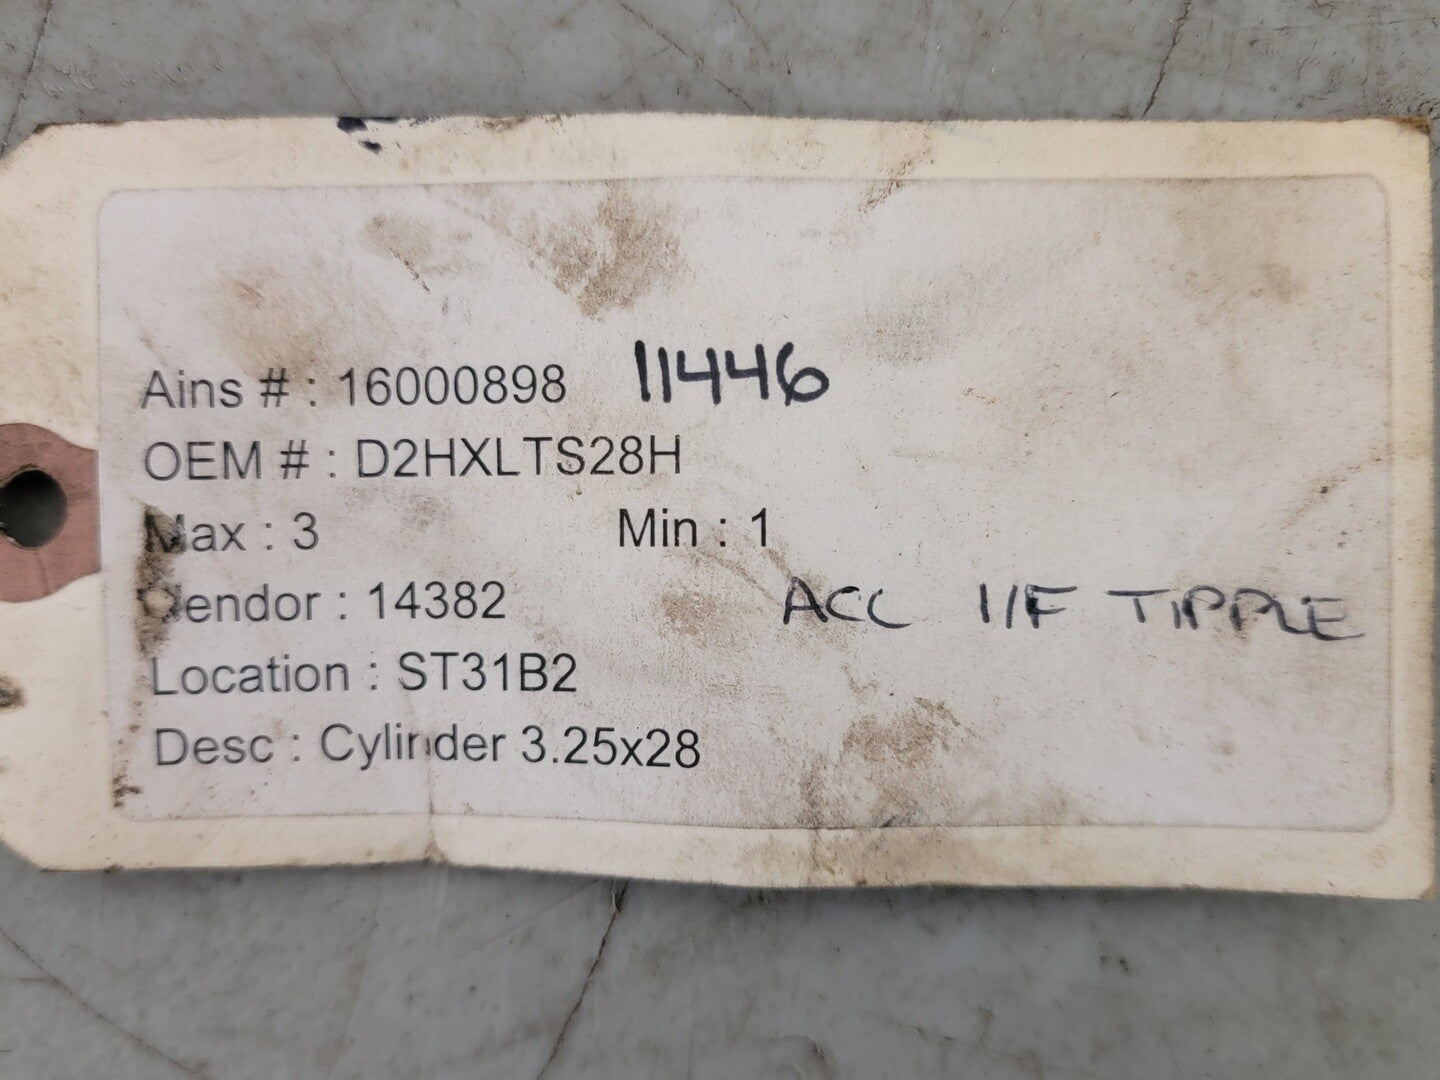 Ains # : 16000898 11446
OEM # : D2HXLTS28H
Max : 3 Min : 1
Vendor : 14382 ACC I/F TIPPLE
Location : ST31B2
Desc : Cylinder 3.25x28